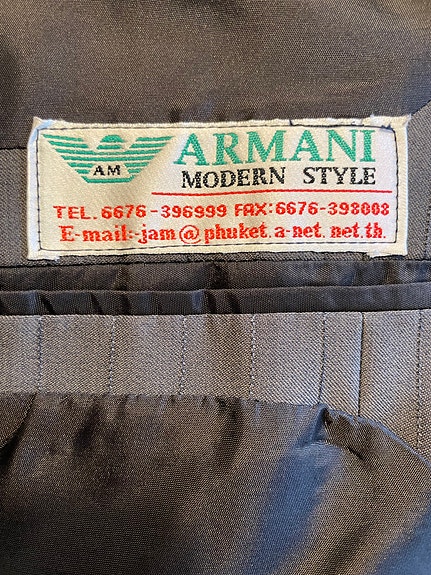 ARMANI
AM
MODERN STYLE
TEL. 6676-396999 FAX:6676-398008
E-mail:-jam@phuket.a-net.net.th.